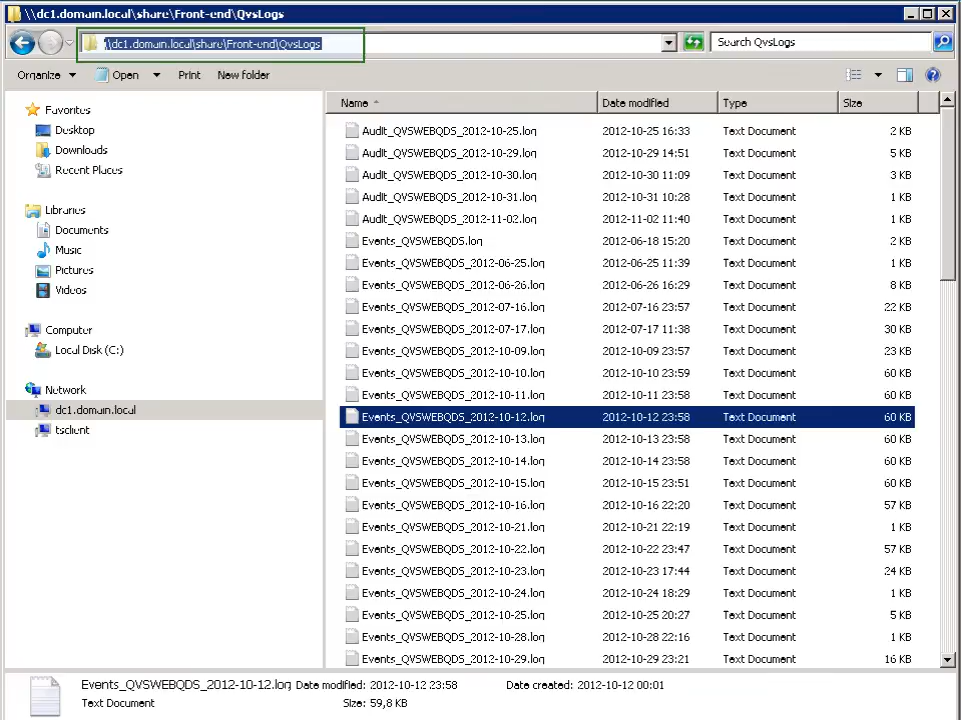 \\dc1.domain.local\share\Front-end\QvsLogs
\\dc1.domain.local\share\Front-end\QvsLogs
Search QvsLogs
Organize Open Print New folder
Name Date modified Type Size
Favorites
Desktop
Downloads
Recent Places
Libraries
Documents
Music
Pictures
Videos
Computer
Local Disk (C:)
Network
dc1.domain.local
tsclient
Audit_QVSWEBQDS_2012-10-25.log 2012-10-25 16:33 Text Document 2 KB
Audit_QVSWEBQDS_2012-10-29.log 2012-10-29 14:51 Text Document 5 KB
Audit_QVSWEBQDS_2012-10-30.log 2012-10-30 11:09 Text Document 3 KB
Audit_QVSWEBQDS_2012-10-31.log 2012-10-31 10:28 Text Document 1 KB
Audit_QVSWEBQDS_2012-11-02.log 2012-11-02 11:40 Text Document 1 KB
Events_QVSWEBQDS.log 2012-06-18 15:20 Text Document 2 KB
Events_QVSWEBQDS_2012-06-25.log 2012-06-25 11:39 Text Document 1 KB
Events_QVSWEBQDS_2012-06-26.log 2012-06-26 16:29 Text Document 8 KB
Events_QVSWEBQDS_2012-07-16.log 2012-07-16 23:57 Text Document 22 KB
Events_QVSWEBQDS_2012-07-17.log 2012-07-17 11:38 Text Document 30 KB
Events_QVSWEBQDS_2012-10-09.log 2012-10-09 23:57 Text Document 23 KB
Events_QVSWEBQDS_2012-10-10.log 2012-10-10 23:59 Text Document 60 KB
Events_QVSWEBQDS_2012-10-11.log 2012-10-11 23:58 Text Document 60 KB
Events_QVSWEBQDS_2012-10-12.log 2012-10-12 23:58 Text Document 60 KB
Events_QVSWEBQDS_2012-10-13.log 2012-10-13 23:58 Text Document 60 KB
Events_QVSWEBQDS_2012-10-14.log 2012-10-14 23:58 Text Document 60 KB
Events_QVSWEBQDS_2012-10-15.log 2012-10-15 23:51 Text Document 60 KB
Events_QVSWEBQDS_2012-10-16.log 2012-10-16 22:20 Text Document 57 KB
Events_QVSWEBQDS_2012-10-21.log 2012-10-21 22:19 Text Document 1 KB
Events_QVSWEBQDS_2012-10-22.log 2012-10-22 23:47 Text Document 57 KB
Events_QVSWEBQDS_2012-10-23.log 2012-10-23 17:44 Text Document 24 KB
Events_QVSWEBQDS_2012-10-24.log 2012-10-24 18:29 Text Document 1 KB
Events_QVSWEBQDS_2012-10-25.log 2012-10-25 20:27 Text Document 5 KB
Events_QVSWEBQDS_2012-10-28.log 2012-10-28 22:16 Text Document 1 KB
Events_QVSWEBQDS_2012-10-29.log 2012-10-29 23:21 Text Document 16 KB
Events_QVSWEBQDS_2012-10-12.log Date modified: 2012-10-12 23:58 Date created: 2012-10-12 00:01
Text Document Size: 59,8 KB